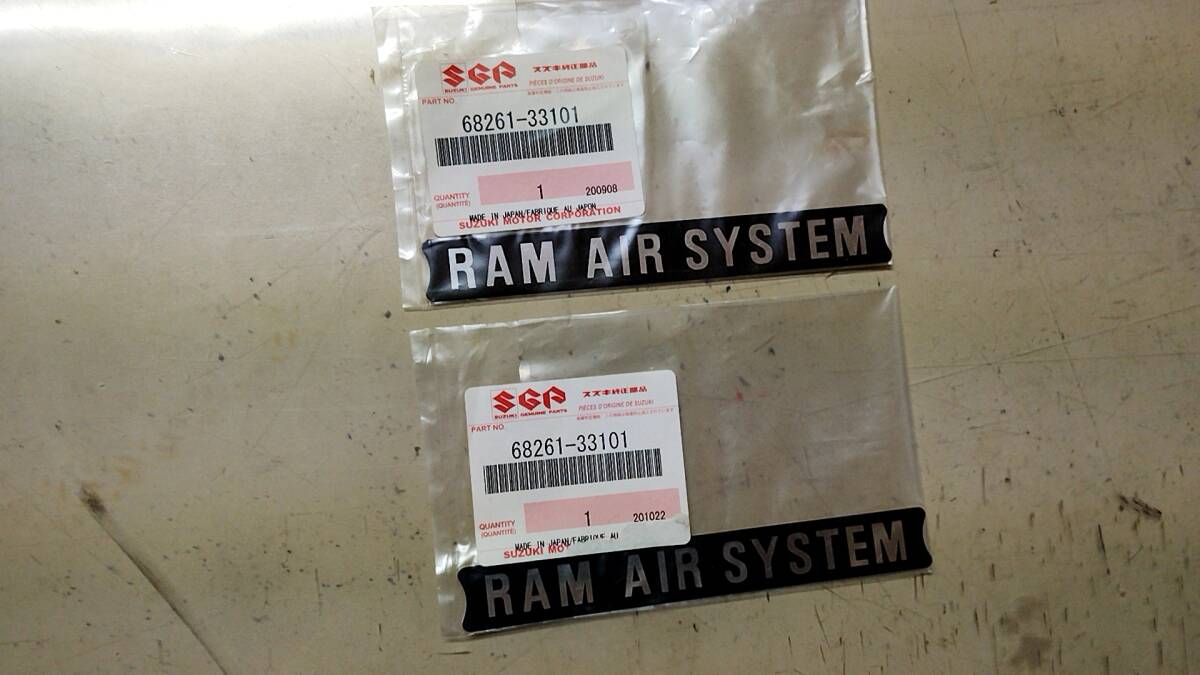 SGP スズキ純正部品
SUZUKI GENUINE PARTS PIÈCES D'ORIGINE DE SUZUKI
PART NO.
68261-33101
QUANTITY 1 200908
(QUANTITÉ)
MADE IN JAPAN/FABRIQUE AU JAPON
SUZUKI MOTOR CORPORATION
RAM AIR SYSTEM
SGP スズキ純正部品
SUZUKI GENUINE PARTS PIÈCES D'ORIGINE DE SUZUKI
PART NO.
68261-33101
QUANTITY 1 201022
(QUANTITÉ)
MADE IN JAPAN/FABRIQUE AU
SUZUKI MO
RAM AIR SYSTEM